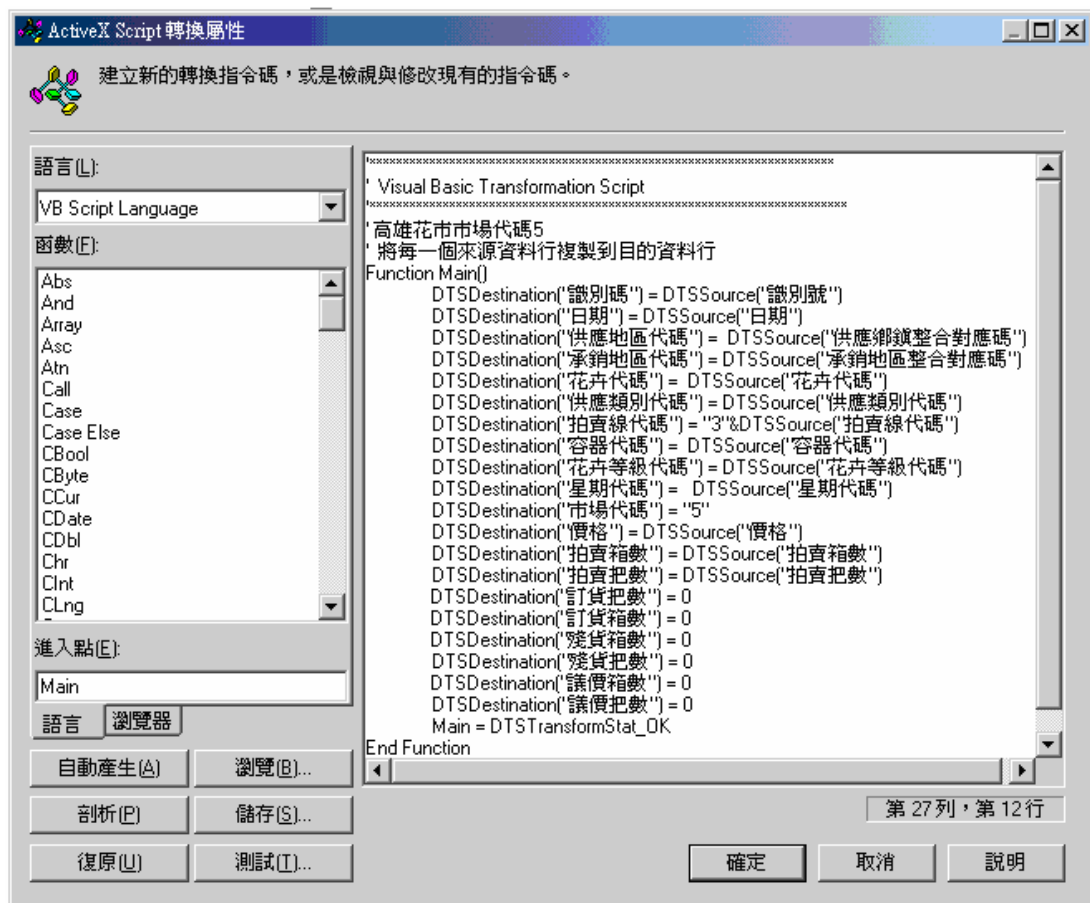 ActiveX Script 轉換屬性
建立新的轉換指令碼，或是檢視與修改現有的指令碼。
語言(L):
VB Script Language
函數(F):
Abs
And
Array
Asc
Atn
Call
Case
Case Else
CBool
CByte
CCur
CDate
CDbl
Chr
CInt
CLng
進入點(E):
Main
語言
瀏覽器
自動產生(A)
瀏覽(B)...
剖析(P)
儲存(S)...
復原(U)
測試(T)...
' Visual Basic Transformation Script
'高雄花市市場代碼5
' 將每一個來源資料行複製到目的資料行
Function Main()
DTSDestination("識別碼") = DTSSource("識別號")
DTSDestination("日期") = DTSSource("日期")
DTSDestination("供應地區代碼") = DTSSource("供應鄉鎮整合對應碼")
DTSDestination("承銷地區代碼") = DTSSource("承銷地區整合對應碼")
DTSDestination("花卉代碼") = DTSSource("花卉代碼")
DTSDestination("供應類別代碼") = DTSSource("供應類別代碼")
DTSDestination("拍賣線代碼") = "3"&DTSSource("拍賣線代碼")
DTSDestination("容器代碼") = DTSSource("容器代碼")
DTSDestination("花卉等級代碼") = DTSSource("花卉等級代碼")
DTSDestination("星期代碼") = DTSSource("星期代碼")
DTSDestination("市場代碼") = "5"
DTSDestination("價格") = DTSSource("價格")
DTSDestination("拍賣箱數") = DTSSource("拍賣箱數")
DTSDestination("拍賣把數") = DTSSource("拍賣把數")
DTSDestination("訂貨把數") = 0
DTSDestination("訂貨箱數") = 0
DTSDestination("殘貨箱數") = 0
DTSDestination("殘貨把數") = 0
DTSDestination("議價箱數") = 0
DTSDestination("議價把數") = 0
Main = DTSTransformStat_OK
End Function
第 27 列，第 12 行
確定
取消
說明